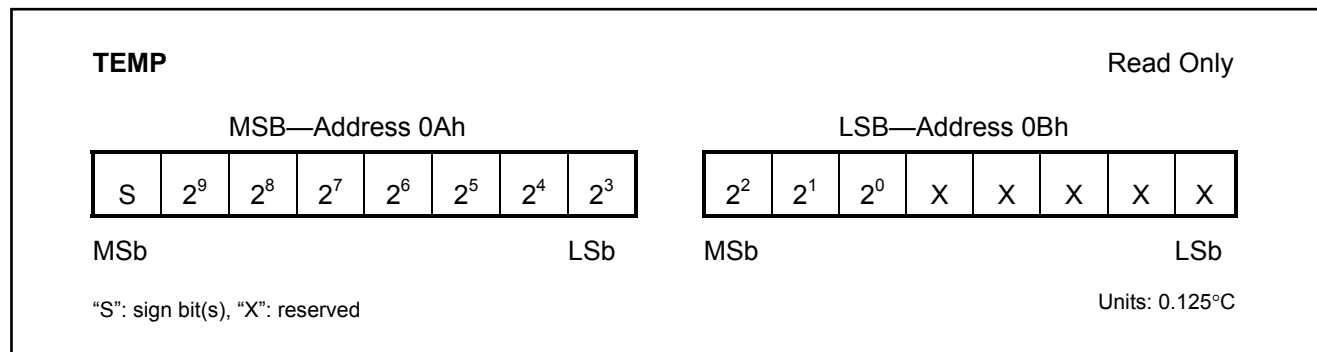 TEMP Read Only
MSB—Address 0Ah LSB—Address 0Bh
S 2⁹ 2⁸ 2⁷ 2⁶ 2⁵ 2⁴ 2³ 2² 2¹ 2⁰ X X X X X
MSb LSb MSb LSb
“S”: sign bit(s), “X”: reserved Units: 0.125°C